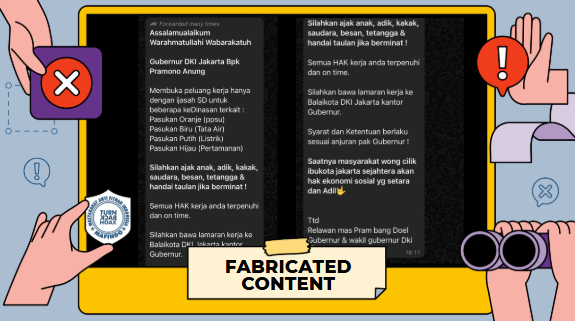 Forwarded many times
Assalamualaikum
Warahmatullahi Wabarakatuh
Gubernur DKI Jakarta Bpk
Pramono Anung
Membuka peluang kerja hanya
dengan ijasah SD untuk
beberapa keDinasan terkait :
Pasukan Oranje (ppsu)
Pasukan Biru (Tata Air)
Pasukan Putih (Listrik)
Pasukan Hijau (Pertamanan)
Silahkan ajak anak, adik, kakak,
saudara, besan, tetangga &
handai taulan jika berminat !
Semua HAK kerja anda terpenuhi
dan on time.
Silahkan bawa lamaran kerja ke
Balaikota DKI Jakarta kantor
Gubernur.
Silahkan ajak anak, adik, kakak,
saudara, besan, tetangga &
handai taulan jika berminat !
Semua HAK kerja anda terpenuhi
dan on time.
Silahkan bawa lamaran kerja ke
Balaikota DKI Jakarta kantor
Gubernur.
Syarat dan Ketentuan berlaku
sesuai anjuran pak Gubernur !
Saatnya masyarakat wong cilik
ibukota jakarta sejahtera akan
hak ekonomi sosial yg setara
dan Adil🤟
Ttd
Relawan mas Pram bang Doel
Gubernur & wakil gubernur Dki
MASYARAKAT ANTI FITNAH INDONESIA
TURN
BACK
HOAX
MAFINDO
FABRICATED
CONTENT